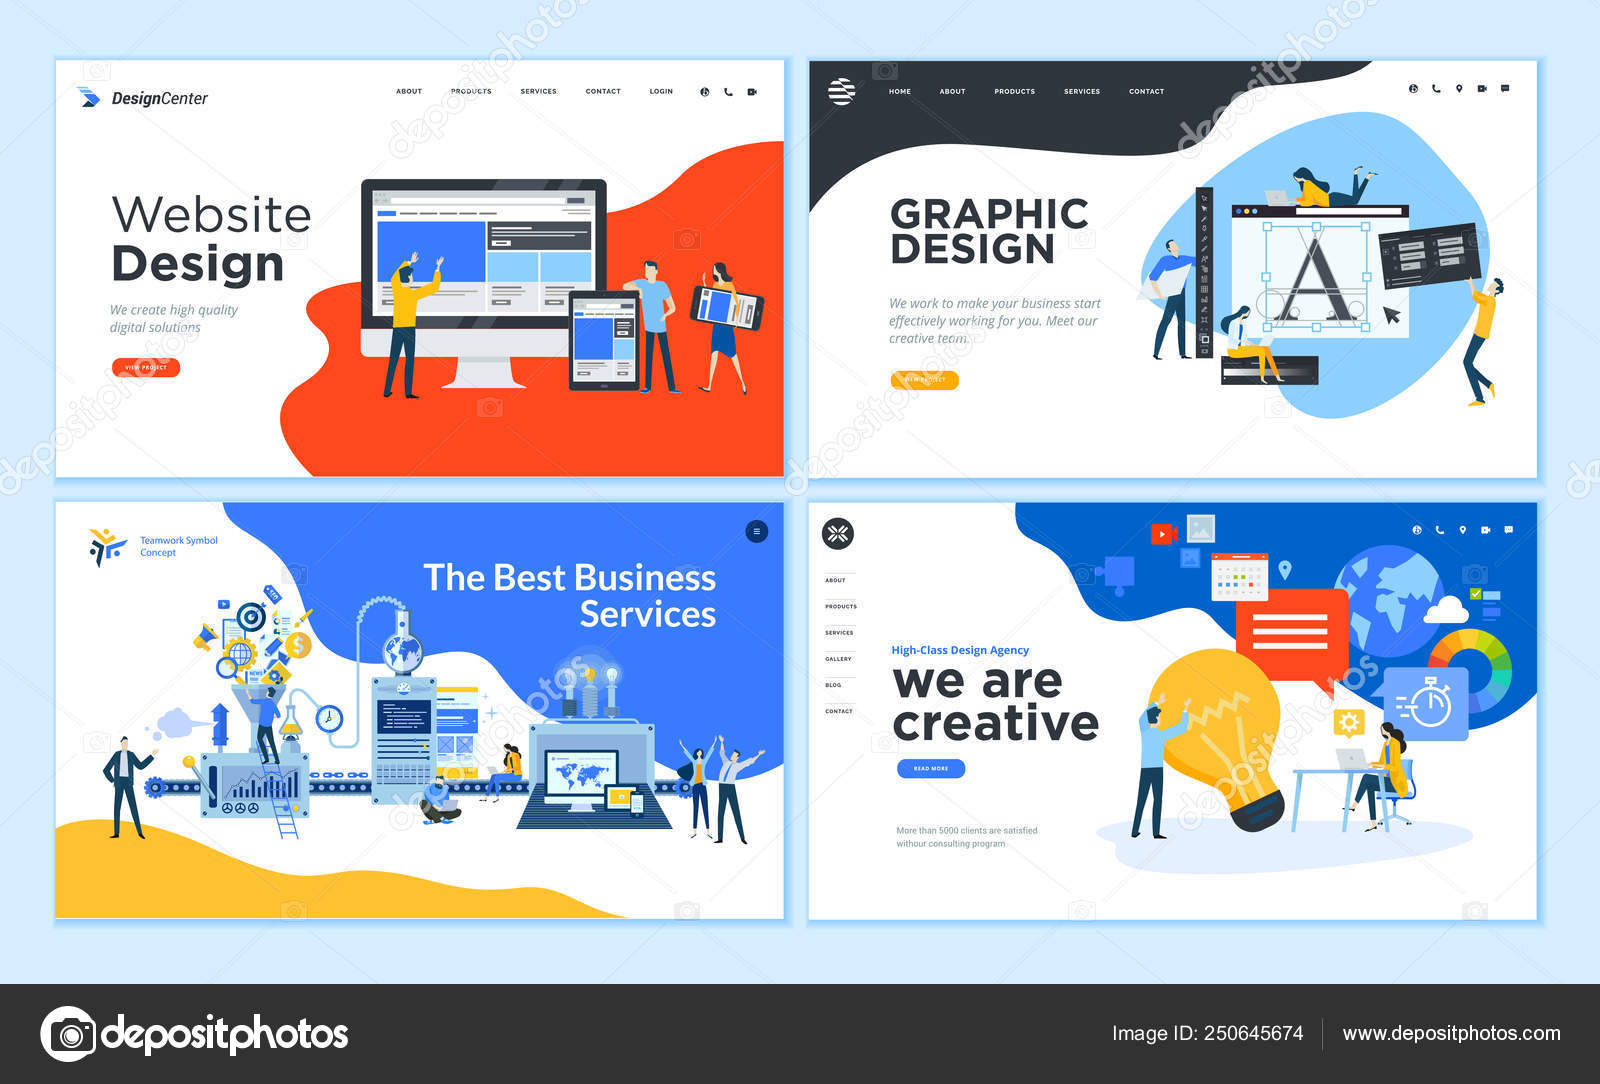 DesignCenter
ABOUT PRODUCTS SERVICES CONTACT LOGIN
Website
Design
We create high quality
digital solutions
VIEW PROJECT
HOME ABOUT PRODUCTS SERVICES CONTACT
GRAPHIC
DESIGN
We work to make your business start
effectively working for you. Meet our
creative team.
VIEW PROJECT
A
Teamwork Symbol
Concept
The Best Business
Services
NEWS
ABOUT
PRODUCTS
SERVICES
GALLERY
BLOG
CONTACT
High-Class Design Agency
we are
creative
READ MORE
More than 5000 clients are satisfied
withour consulting program
depositphotos
Image ID: 250645674
www.depositphotos.com